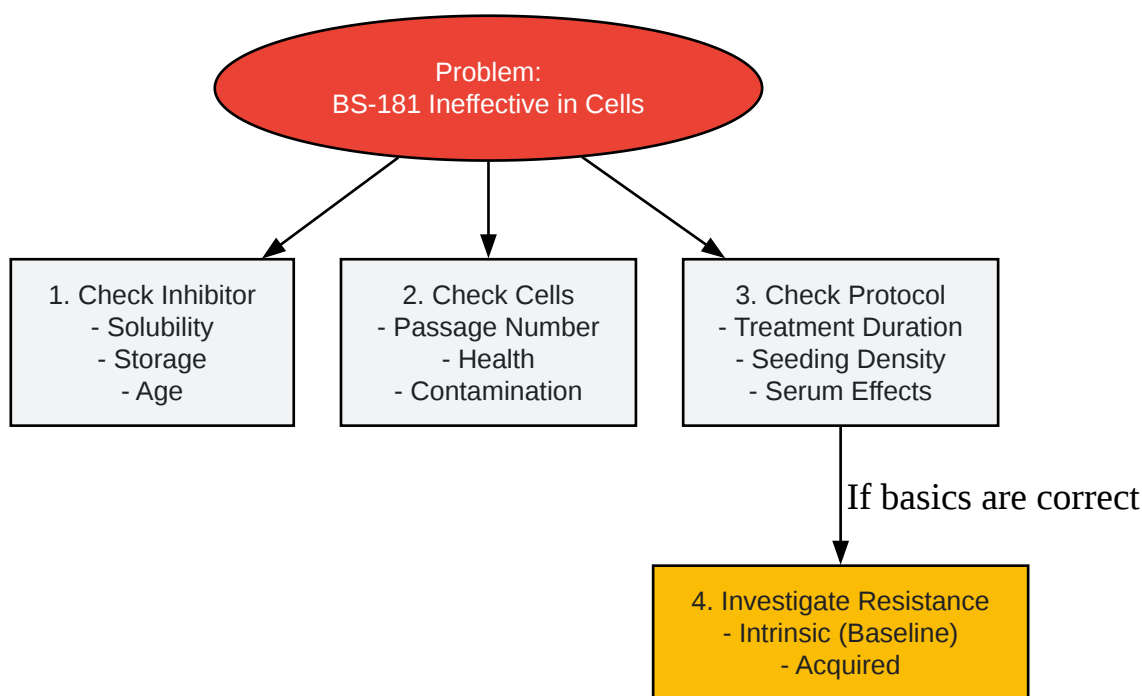 Problem:
BS-181 Ineffective in Cells
1. Check Inhibitor
- Solubility
- Storage
- Age
2. Check Cells
- Passage Number
- Health
- Contamination
3. Check Protocol
- Treatment Duration
- Seeding Density
- Serum Effects
If basics are correct
4. Investigate Resistance
- Intrinsic (Baseline)
- Acquired